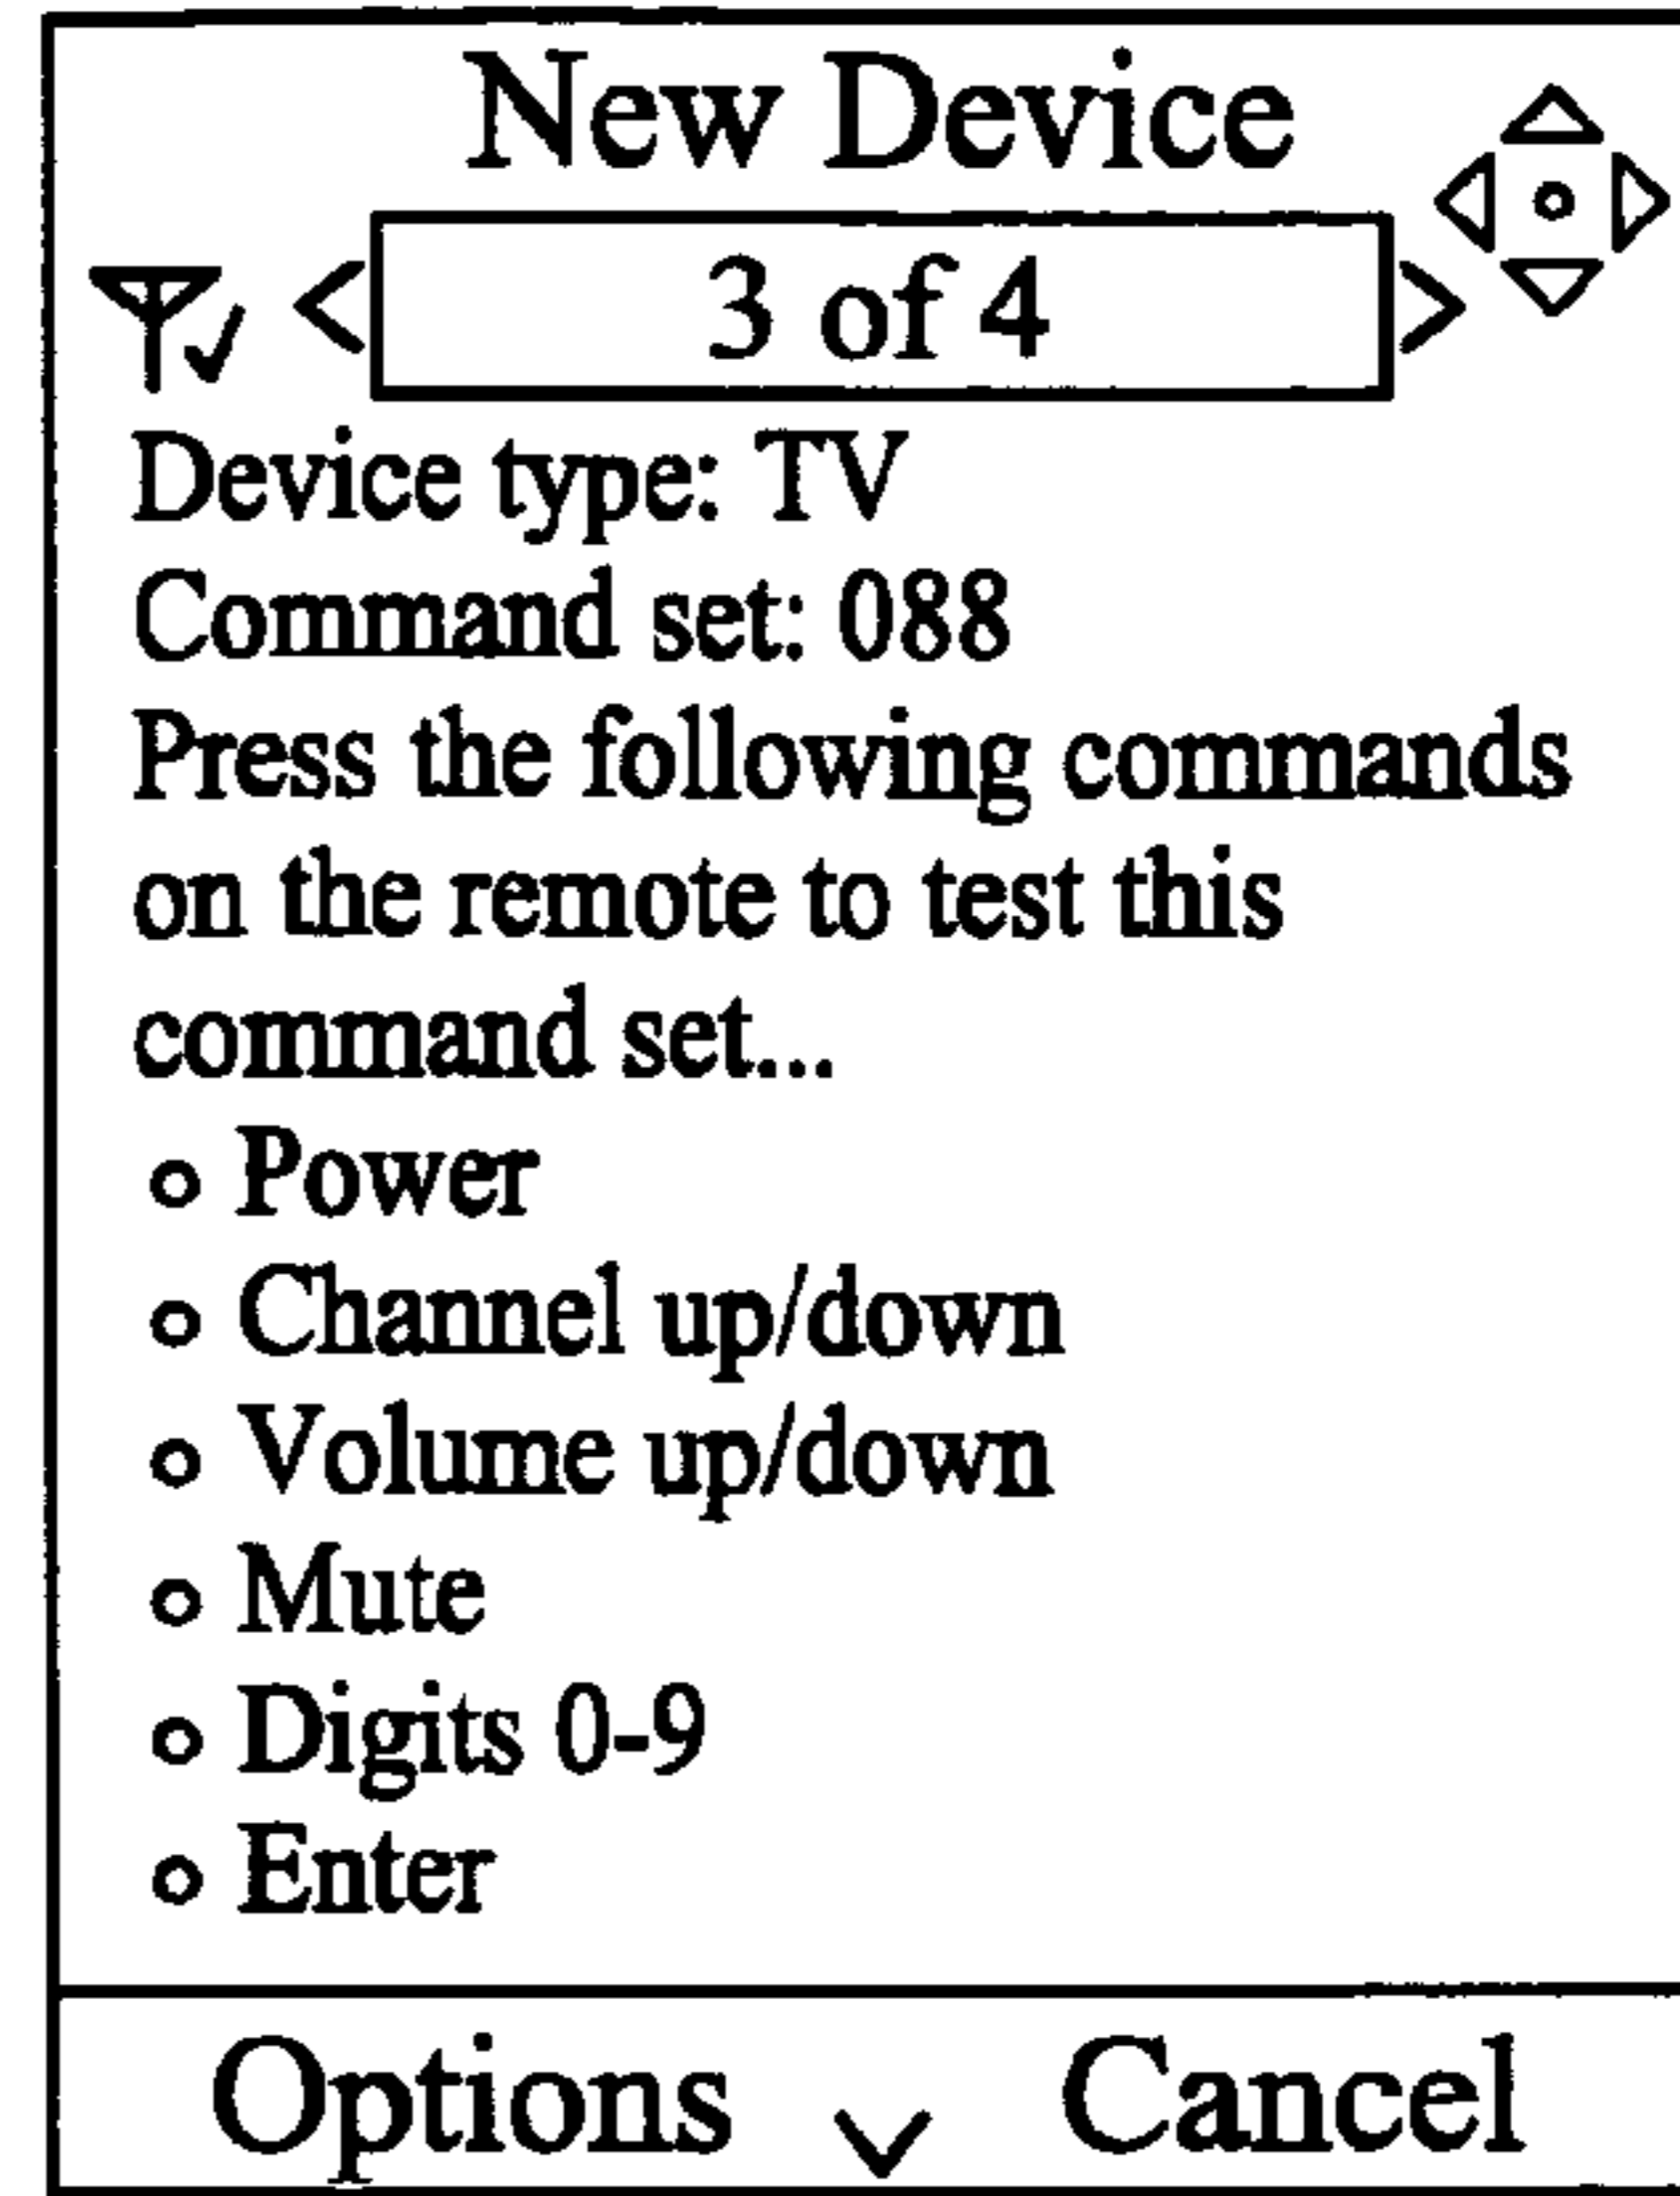 New Device
< 3 of 4 >
Device type: TV
Command set: 088
Press the following commands
on the remote to test this
command set...
o Power
o Channel up/down
o Volume up/down
o Mute
o Digits 0-9
o Enter
Options Cancel